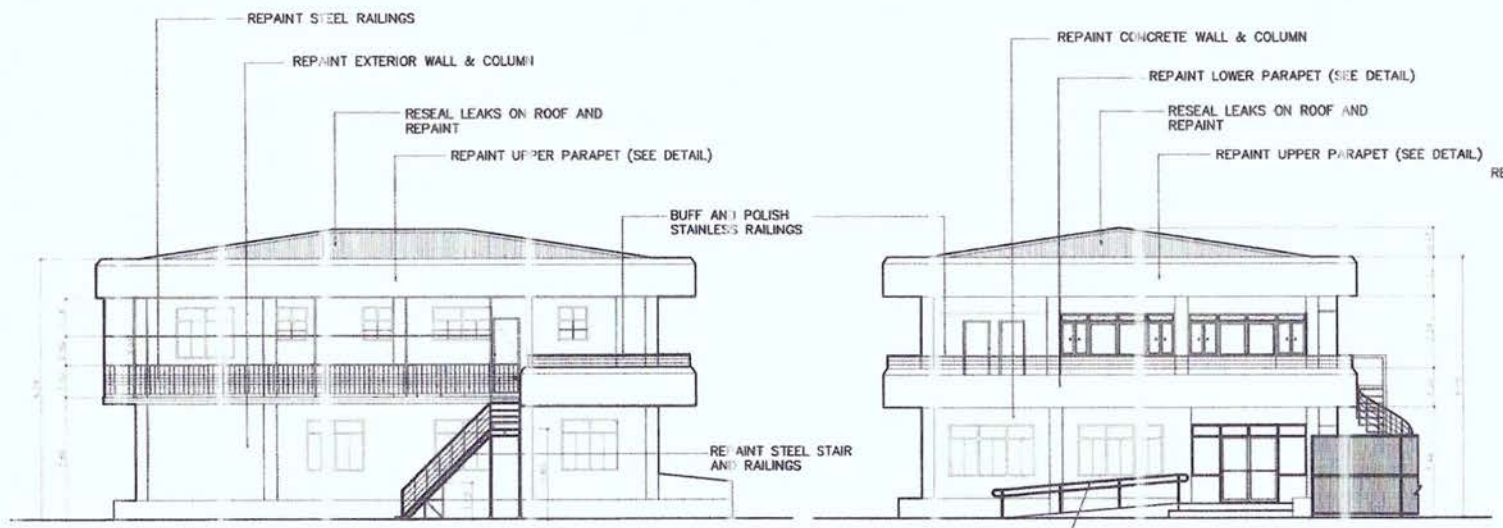 REPAINT STEEL RAILINGS
REPAINT EXTERIOR WALL & COLUMN
RESEAL LEAKS ON ROOF AND
REPAINT
REPAINT UPPER PARAPET (SEE DETAIL)
BUFF AND POLISH
STAINLESS RAILINGS
REPAINT STEEL STAIR
AND RAILINGS
REPAINT CONCRETE WALL & COLUMN
REPAINT LOWER PARAPET (SEE DETAIL)
RESEAL LEAKS ON ROOF AND
REPAINT
REPAINT UPPER PARAPET (SEE DETAIL)
RE